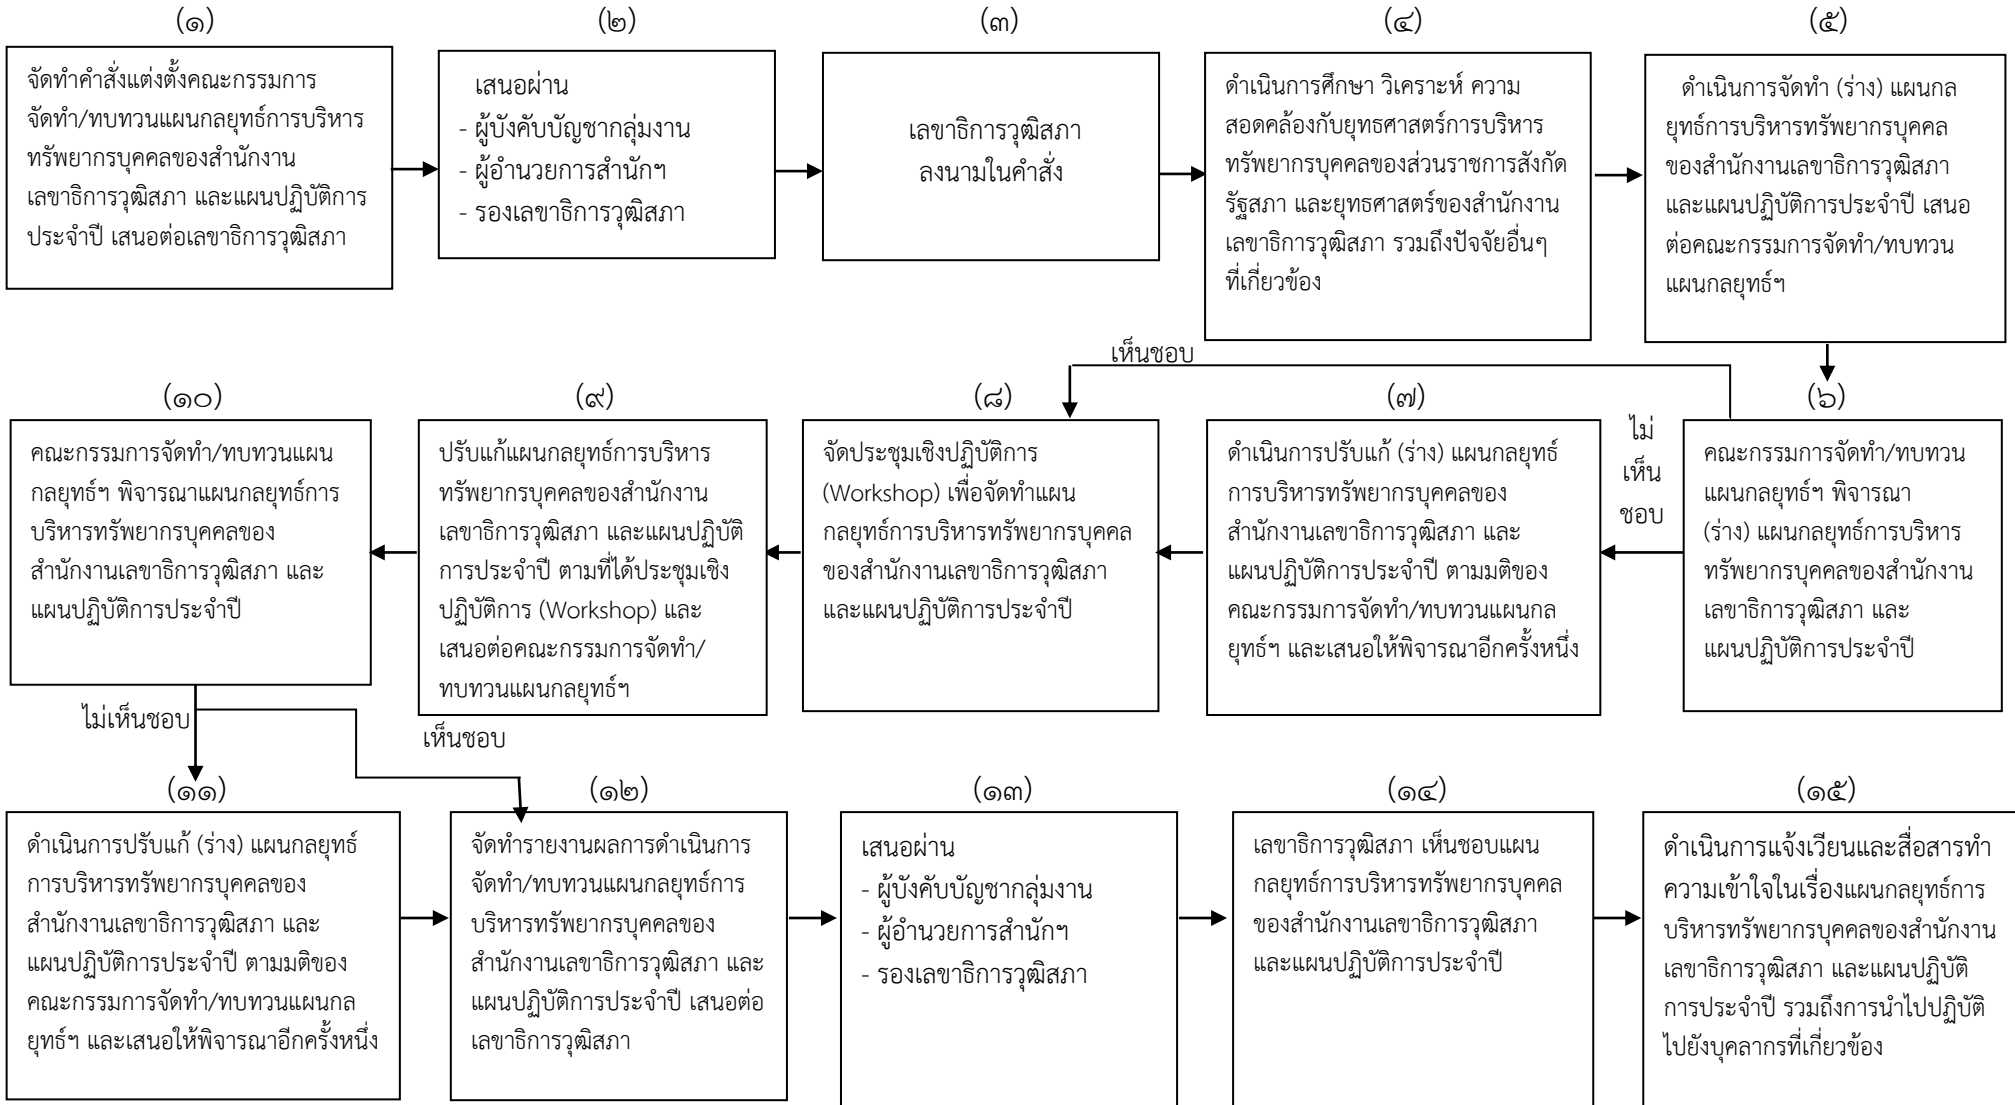 (๑)
จัดทำคำสั่งแต่งตั้งคณะกรรมการ
จัดทำ/ทบทวนแผนกลยุทธ์การบริหาร
ทรัพยากรบุคคลของสำนักงาน
เลขาธิการวุฒิสภา และแผนปฏิบัติการ
ประจำปี เสนอต่อเลขาธิการวุฒิสภา
(๒)
เสนอผ่าน
- ผู้บังคับบัญชากลุ่มงาน
- ผู้อำนวยการสำนักฯ
- รองเลขาธิการวุฒิสภา
(๓)
เลขาธิการวุฒิสภา
ลงนามในคำสั่ง
(๔)
ดำเนินการศึกษา วิเคราะห์ ความ
สอดคล้องกับยุทธศาสตร์การบริหาร
ทรัพยากรบุคคลของส่วนราชการสังกัด
รัฐสภา และยุทธศาสตร์ของสำนักงาน
เลขาธิการวุฒิสภา รวมถึงปัจจัยอื่นๆ
ที่เกี่ยวข้อง
(๕)
ดำเนินการจัดทำ (ร่าง) แผนกล
ยุทธ์การบริหารทรัพยากรบุคคล
ของสำนักงานเลขาธิการวุฒิสภา
และแผนปฏิบัติการประจำปี เสนอ
ต่อคณะกรรมการจัดทำ/ทบทวน
แผนกลยุทธ์ฯ
เห็นชอบ
(๖)
ไม่
เห็น
ชอบ
คณะกรรมการจัดทำ/ทบทวน
แผนกลยุทธ์ฯ พิจารณา
(ร่าง) แผนกลยุทธ์การบริหาร
ทรัพยากรบุคคลของสำนักงาน
เลขาธิการวุฒิสภา และ
แผนปฏิบัติการประจำปี
(๗)
ดำเนินการปรับแก้ (ร่าง) แผนกลยุทธ์
การบริหารทรัพยากรบุคคลของ
สำนักงานเลขาธิการวุฒิสภา และ
แผนปฏิบัติการประจำปี ตามมติของ
คณะกรรมการจัดทำ/ทบทวนแผนกล
ยุทธ์ฯ และเสนอให้พิจารณาอีกครั้งหนึ่ง
(๘)
จัดประชุมเชิงปฏิบัติการ
(Workshop) เพื่อจัดทำแผน
กลยุทธ์การบริหารทรัพยากรบุคคล
ของสำนักงานเลขาธิการวุฒิสภา
และแผนปฏิบัติการประจำปี
(๙)
ปรับแก้แผนกลยุทธ์การบริหาร
ทรัพยากรบุคคลของสำนักงาน
เลขาธิการวุฒิสภา และแผนปฏิบัติ
การประจำปี ตามที่ได้ประชุมเชิง
ปฏิบัติการ (Workshop) และ
เสนอต่อคณะกรรมการจัดทำ/
ทบทวนแผนกลยุทธ์ฯ
(๑๐)
คณะกรรมการจัดทำ/ทบทวนแผน
กลยุทธ์ฯ พิจารณาแผนกลยุทธ์การ
บริหารทรัพยากรบุคคลของ
สำนักงานเลขาธิการวุฒิสภา และ
แผนปฏิบัติการประจำปี
ไม่เห็นชอบ
เห็นชอบ
(๑๑)
ดำเนินการปรับแก้ (ร่าง) แผนกลยุทธ์
การบริหารทรัพยากรบุคคลของ
สำนักงานเลขาธิการวุฒิสภา และ
แผนปฏิบัติการประจำปี ตามมติของ
คณะกรรมการจัดทำ/ทบทวนแผนกล
ยุทธ์ฯ และเสนอให้พิจารณาอีกครั้งหนึ่ง
(๑๒)
จัดทำรายงานผลการดำเนินการ
จัดทำ/ทบทวนแผนกลยุทธ์การ
บริหารทรัพยากรบุคคลของ
สำนักงานเลขาธิการวุฒิสภา และ
แผนปฏิบัติการประจำปี เสนอต่อ
เลขาธิการวุฒิสภา
(๑๓)
เสนอผ่าน
- ผู้บังคับบัญชากลุ่มงาน
- ผู้อำนวยการสำนักฯ
- รองเลขาธิการวุฒิสภา
(๑๔)
เลขาธิการวุฒิสภา เห็นชอบแผน
กลยุทธ์การบริหารทรัพยากรบุคคล
ของสำนักงานเลขาธิการวุฒิสภา
และแผนปฏิบัติการประจำปี
(๑๕)
ดำเนินการแจ้งเวียนและสื่อสารทำ
ความเข้าใจในเรื่องแผนกลยุทธ์การ
บริหารทรัพยากรบุคคลของสำนักงาน
เลขาธิการวุฒิสภา และแผนปฏิบัติ
การประจำปี รวมถึงการนำไปปฏิบัติ
ไปยังบุคลากรที่เกี่ยวข้อง